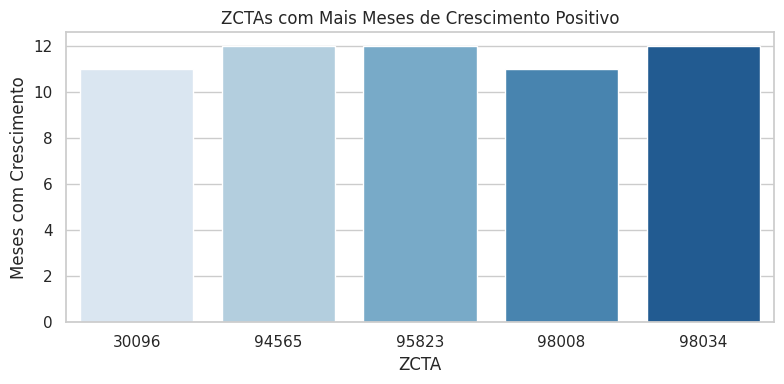 ZCTAs com Mais Meses de Crescimento Positivo
Meses com Crescimento
12
10
8
6
4
2
0
30096 94565 95823 98008 98034
ZCTA